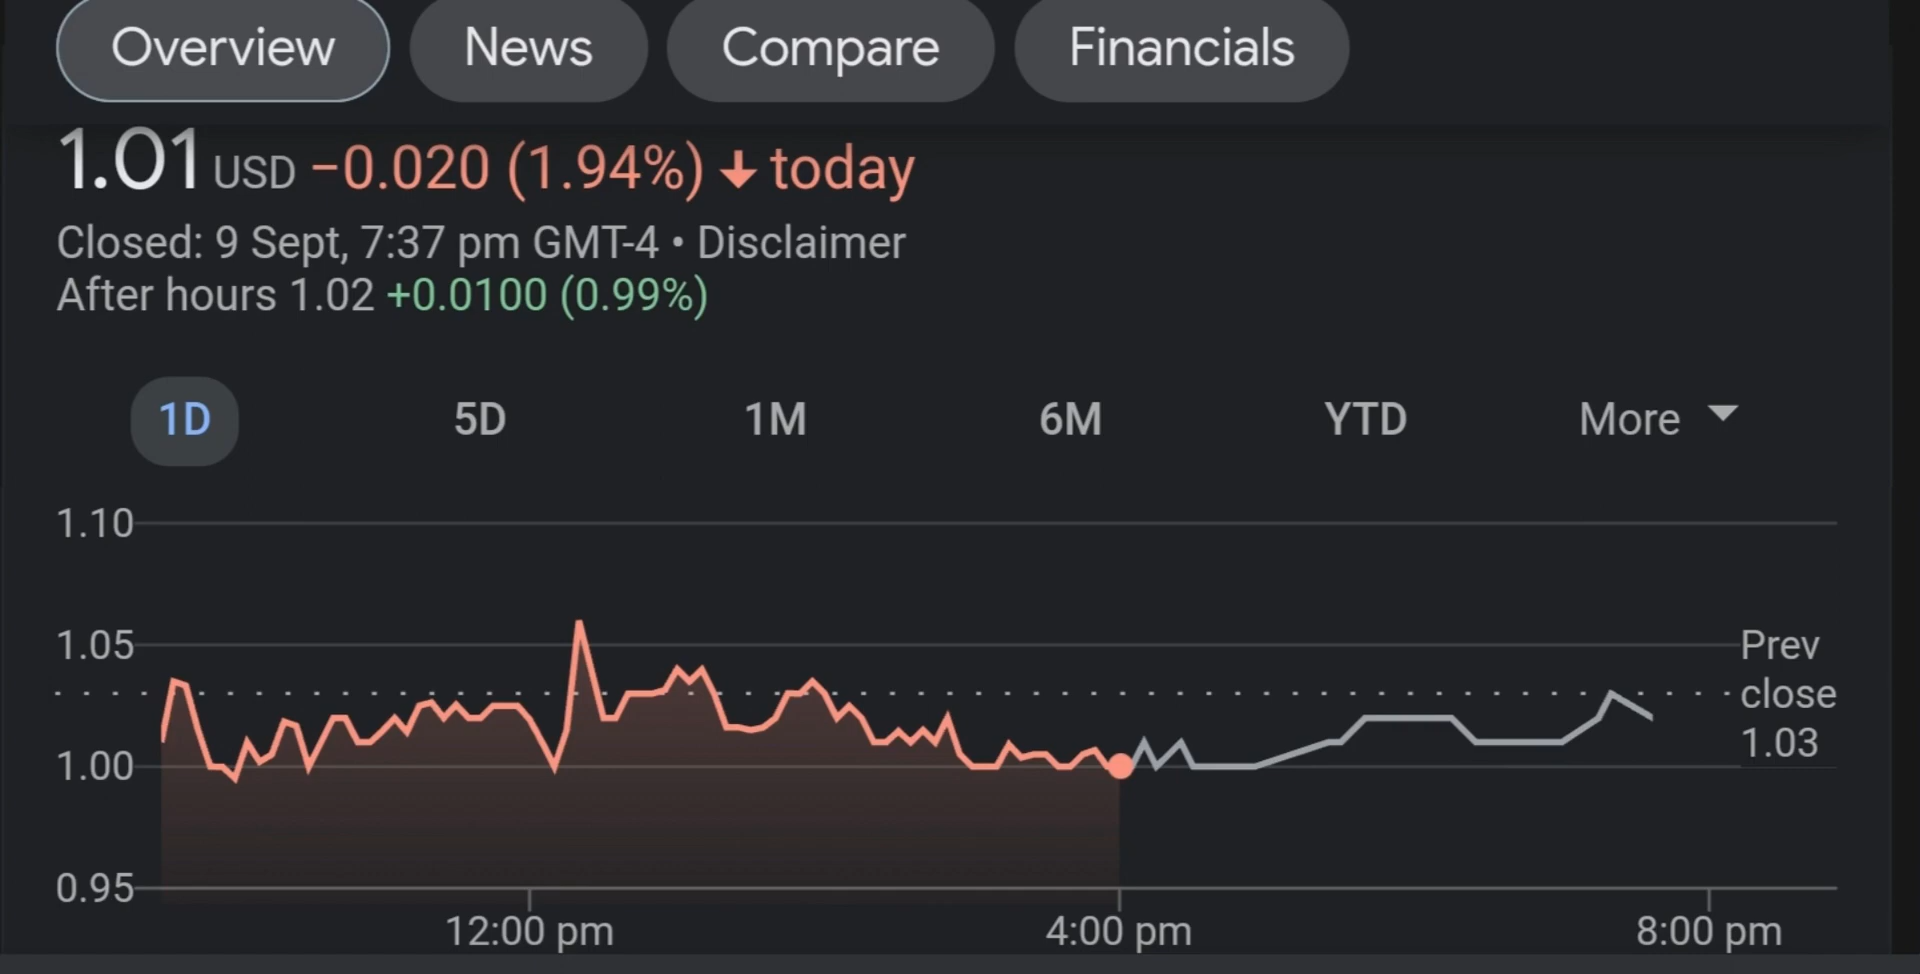 Overview News Compare Financials
1.01 USD −0.020 (1.94%) ↓ today
Closed: 9 Sept, 7:37 pm GMT-4 • Disclaimer
After hours 1.02 +0.0100 (0.99%)
1D 5D 1M 6M YTD More
1.10
1.05
1.00
0.95
Prev
close
1.03
12:00 pm 4:00 pm 8:00 pm